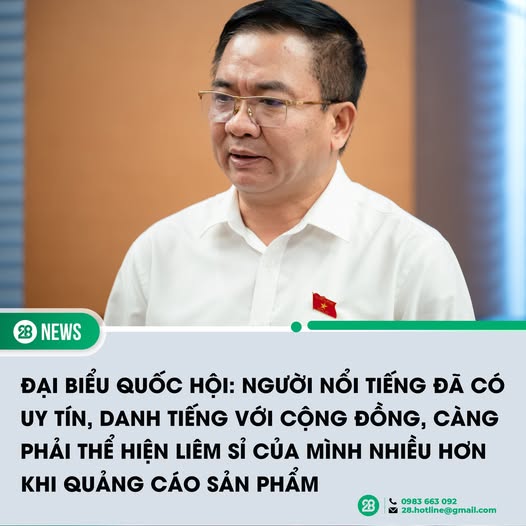 28 NEWS
ĐẠI BIỂU QUỐC HỘI: NGƯỜI NỔI TIẾNG ĐÃ CÓ
UY TÍN, DANH TIẾNG VỚI CỘNG ĐỒNG, CÀNG
PHẢI THỂ HIỆN LIÊM SỈ CỦA MÌNH NHIỀU HƠN
KHI QUẢNG CÁO SẢN PHẨM
28
0983 663 092
28.hotline@gmail.com